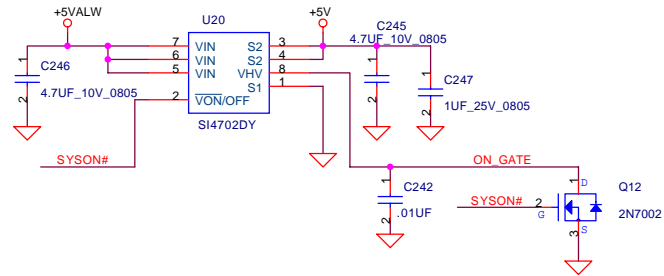 +5VALW
U20
+5V
C245
4.7UF_10V_0805
7
VIN
S2
3
6
VIN
S2
4
5
VIN
VHV
8
S1
1
2
VON/OFF
SI4702DY
1
C246
2
4.7UF_10V_0805
1
2
1
C247
2
1UF_25V_0805
SYSON#
ON_GATE
1
C242
2
.01UF
SYSON#
2
G
1
D
3
S
Q12
2N7002